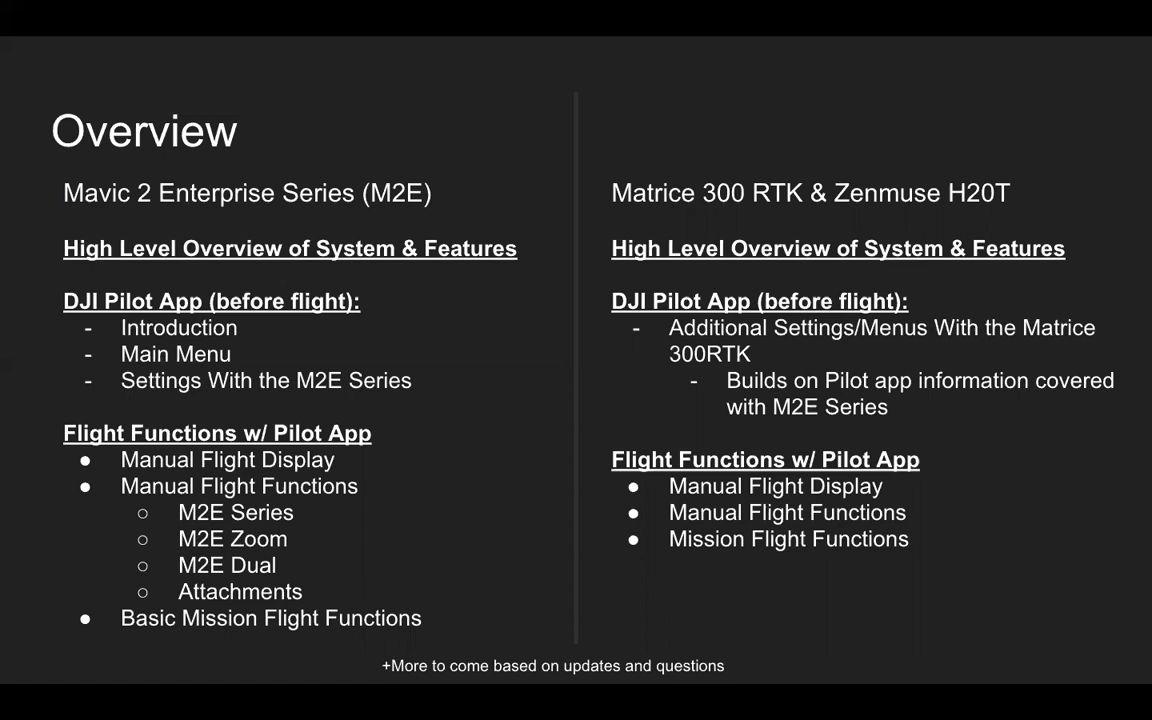 Overview
Mavic 2 Enterprise Series (M2E)
High Level Overview of System & Features
DJI Pilot App (before flight):
- Introduction
- Main Menu
- Settings With the M2E Series
Flight Functions w/ Pilot App
● Manual Flight Display
● Manual Flight Functions
○ M2E Series
○ M2E Zoom
○ M2E Dual
○ Attachments
● Basic Mission Flight Functions
Matrice 300 RTK & Zenmuse H20T
High Level Overview of System & Features
DJI Pilot App (before flight):
- Additional Settings/Menus With the Matrice
300RTK
- Builds on Pilot app information covered
with M2E Series
Flight Functions w/ Pilot App
● Manual Flight Display
● Manual Flight Functions
● Mission Flight Functions
+More to come based on updates and questions